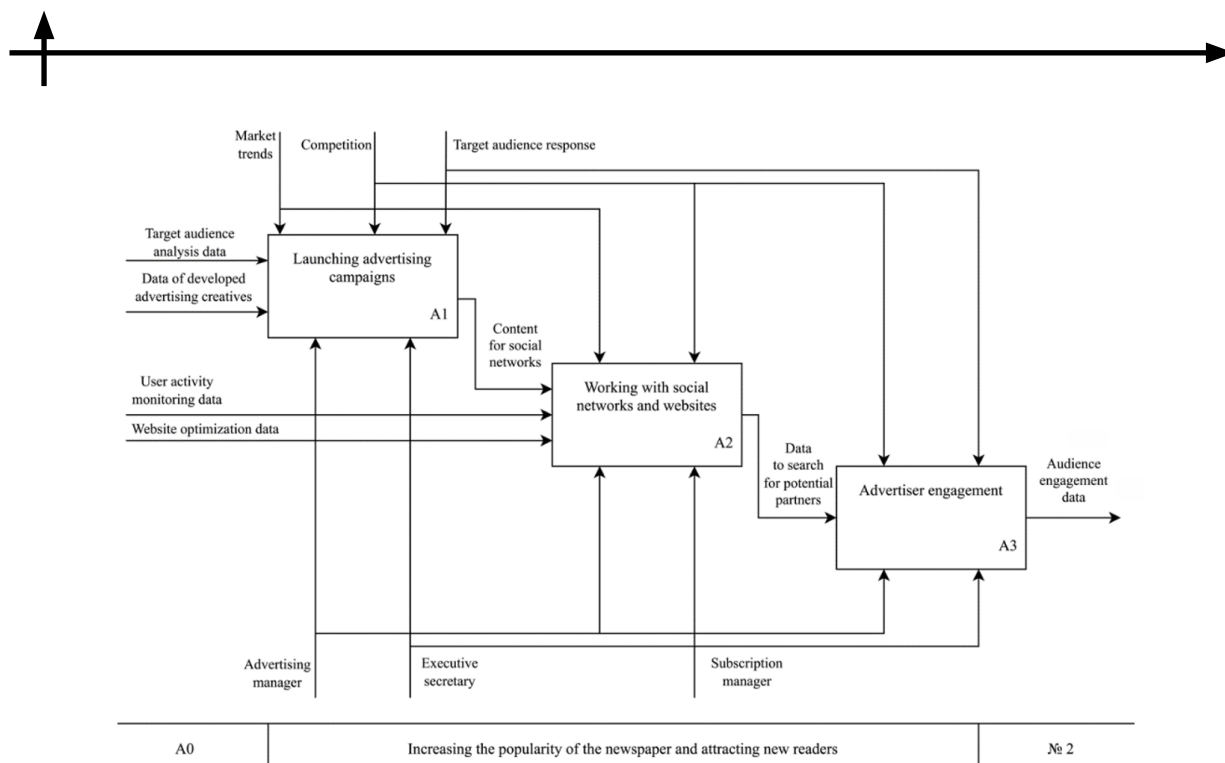 Market
trends
Competition
Target audience response
Target audience
analysis data
Data of developed
advertising creatives
Launching advertising
campaigns
A1
Content
for social
networks
User activity
monitoring data
Website optimization data
Working with social
networks and websites
A2
Data
to search
for potential
partners
Advertiser engagement
A3
Audience
engagement
data
Advertising
manager
Executive
secretary
Subscription
manager
A0
Increasing the popularity of the newspaper and attracting new readers
№ 2